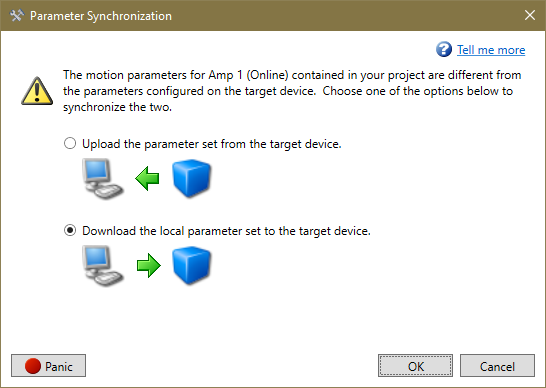 Parameter Synchronization
Tell me more
The motion parameters for Amp 1 (Online) contained in your project are different from
the parameters configured on the target device.  Choose one of the options below to
synchronize the two.
Upload the parameter set from the target device.
Download the local parameter set to the target device.
Panic
OK
Cancel